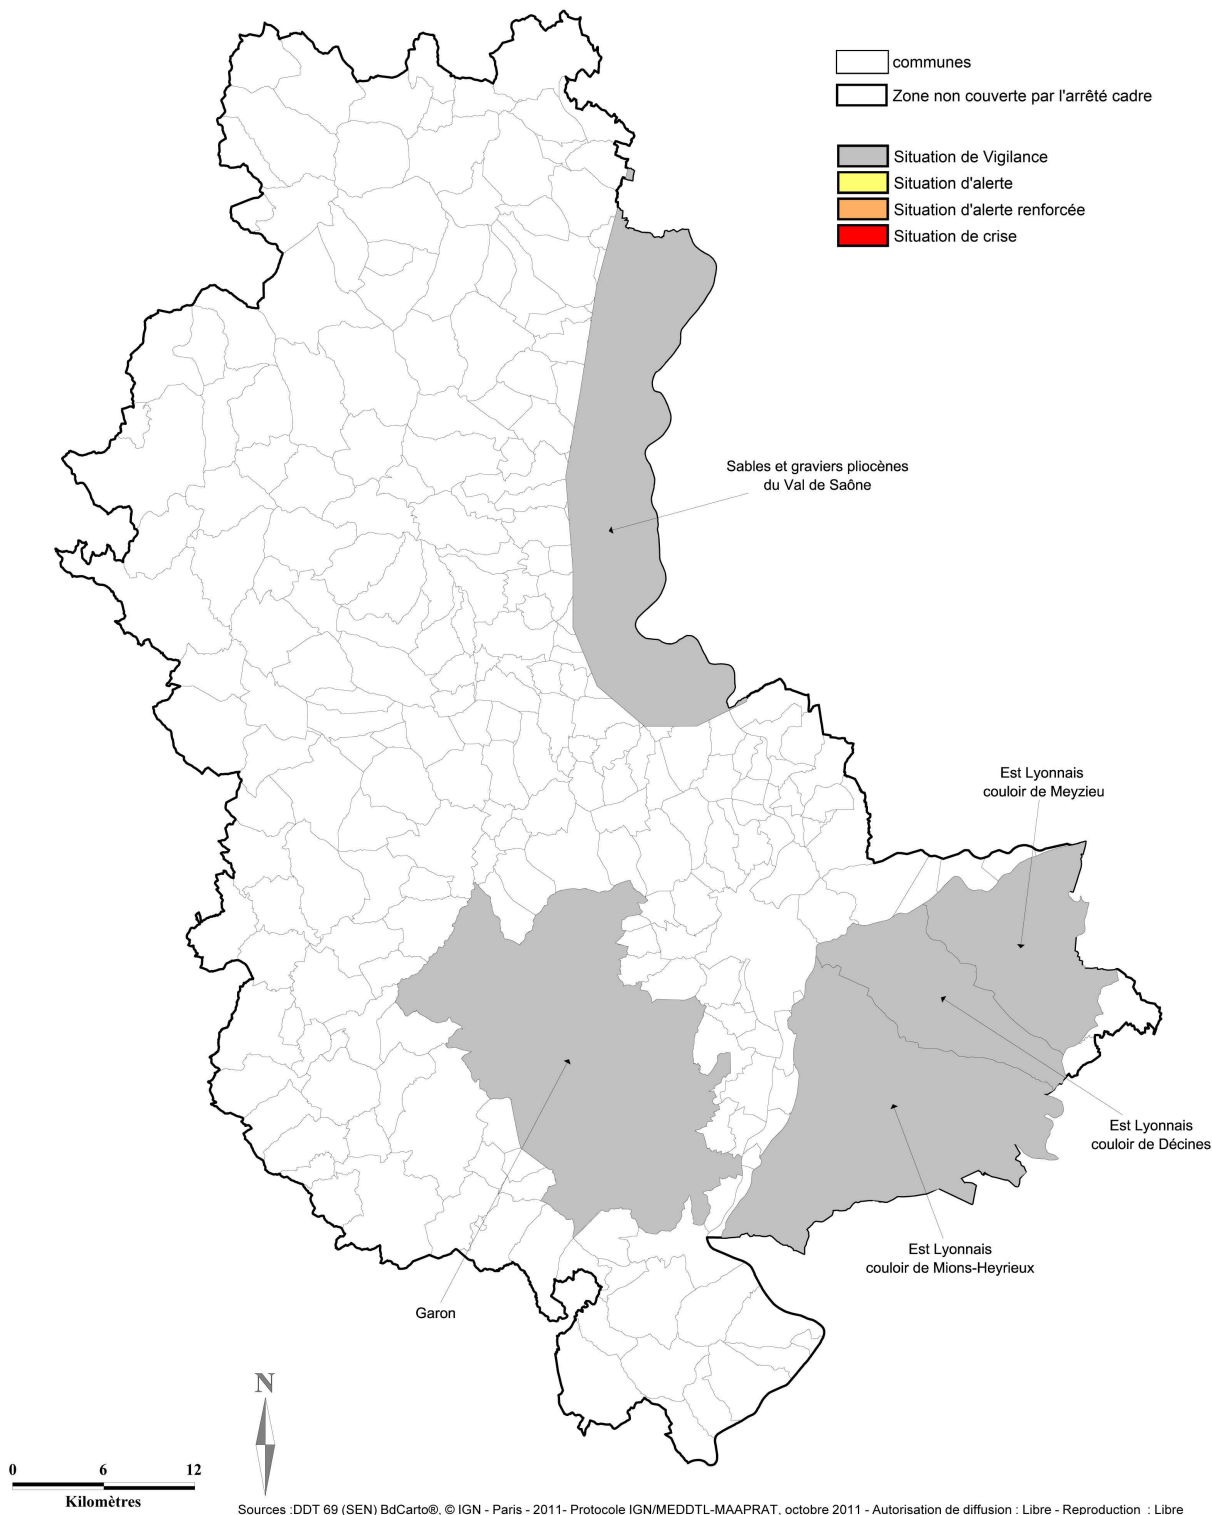 communes
Zone non couverte par l'arrêté cadre
Situation de Vigilance
Situation d'alerte
Situation d'alerte renforcée
Situation de crise
Sables et graviers pliocènes
du Val de Saône
Est Lyonnais
couloir de Meyzieu
Est Lyonnais
couloir de Décines
Est Lyonnais
couloir de Mions-Heyrieux
Garon
N
0 6 12
Kilomètres
Sources :DDT 69 (SEN) BdCarto®, © IGN - Paris - 2011- Protocole IGN/MEDDTL-MAAPRAT, octobre 2011 - Autorisation de diffusion : Libre - Reproduction : Libre